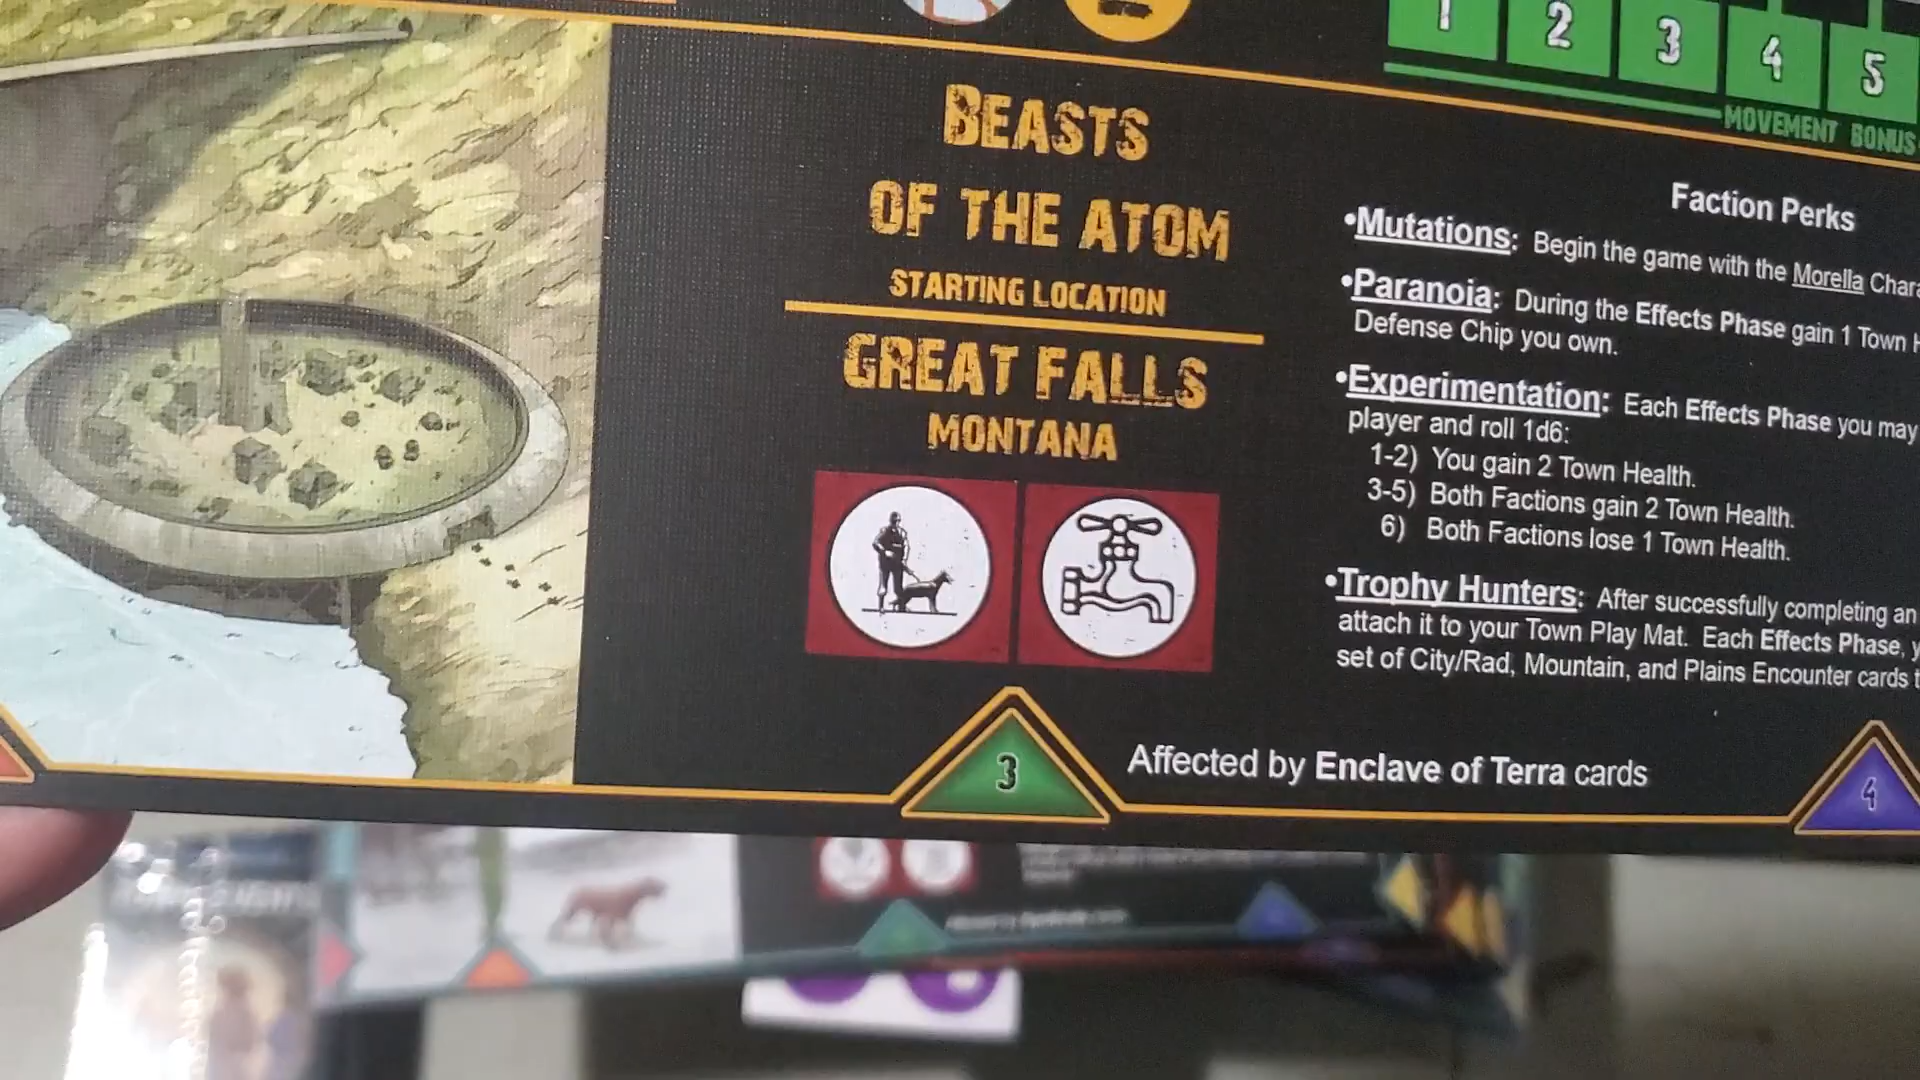 1 2 3 4 5
MOVEMENT BONUS
BEASTS
OF THE ATOM
STARTING LOCATION
GREAT FALLS
MONTANA
Faction Perks
•Mutations: Begin the game with the Morella
•Paranoia: During the Effects Phase gain 1 Town
Defense Chip you own.
•Experimentation: Each Effects Phase you may
player and roll 1d6:
1-2) You gain 2 Town Health.
3-5) Both Factions gain 2 Town Health.
6) Both Factions lose 1 Town Health.
•Trophy Hunters: After successfully completing an
attach it to your Town Play Mat. Each Effects Phase,
set of City/Rad, Mountain, and Plains Encounter cards
3
Affected by Enclave of Terra cards
4